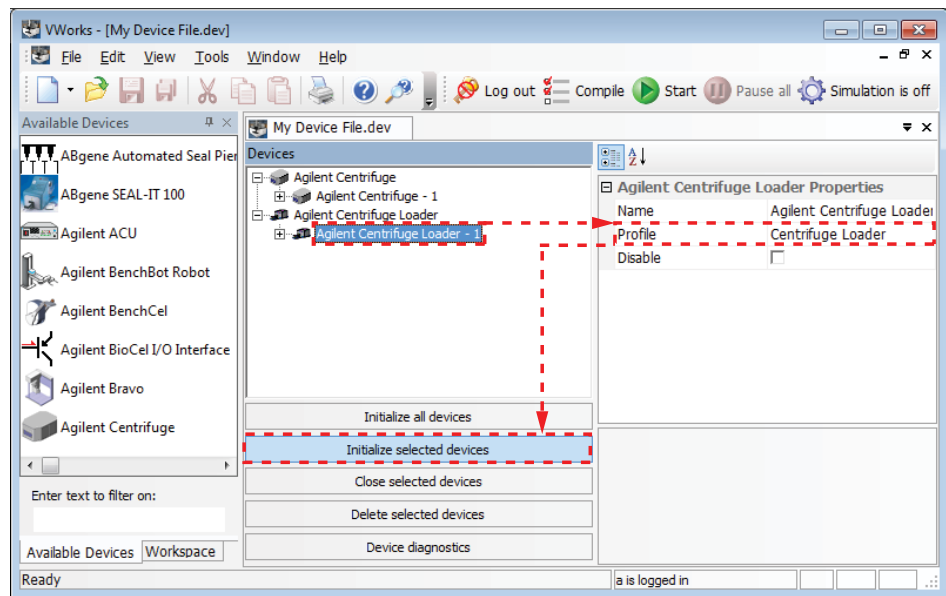 VWorks - [My Device File.dev]
File Edit View Tools Window Help
Log out Compile Start Pause all Simulation is off
Available Devices
My Device File.dev
ABgene Automated Seal Pier
ABgene SEAL-IT 100
Agilent ACU
Agilent BenchBot Robot
Agilent BenchCel
Agilent BioCel I/O Interface
Agilent Bravo
Agilent Centrifuge
Enter text to filter on:
Available Devices Workspace
Devices
Agilent Centrifuge
Agilent Centrifuge - 1
Agilent Centrifuge Loader
Agilent Centrifuge Loader - 1
Initialize all devices
Initialize selected devices
Close selected devices
Delete selected devices
Device diagnostics
Agilent Centrifuge Loader Properties
Name Agilent Centrifuge Loader
Profile Centrifuge Loader
Disable
Ready
a is logged in